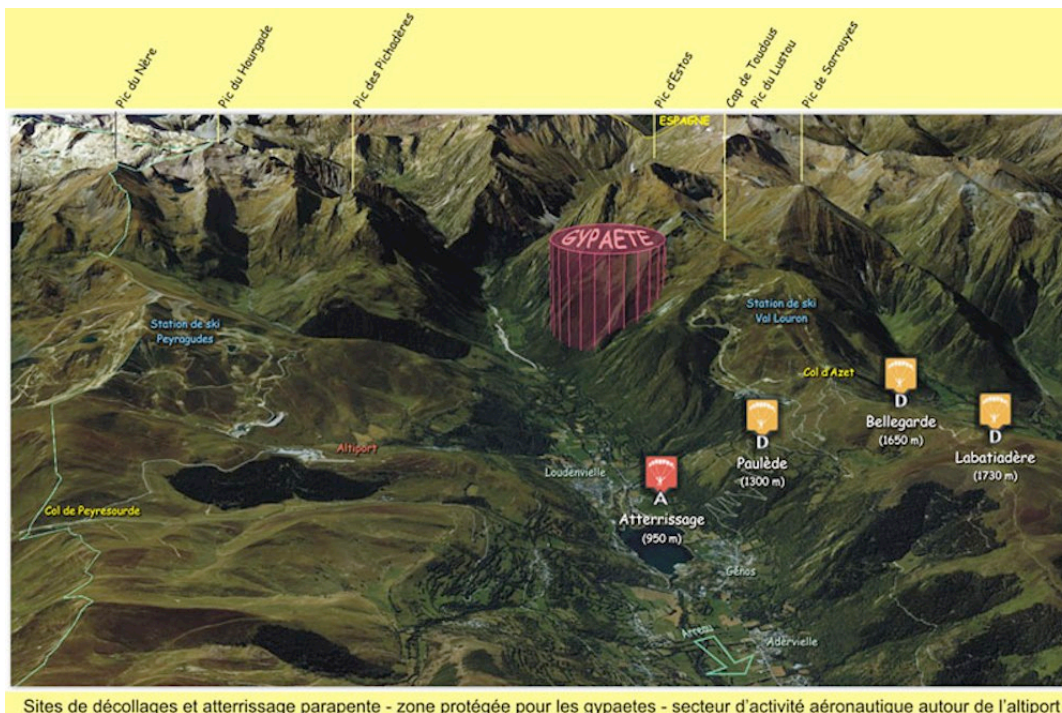 Pic du Nère
Pic du Hourgade
Pic des Pichadères
Pic d'Estos
Cap de Toudous
Pic du Lustou
Pic de Sarrouyes
ESPAGNE
GYPAETE
Station de ski
Peyragudes
Station de ski
Val Louron
Col d'Azet
D
Bellegarde
(1650 m)
D
Labatiadère
(1730 m)
D
Paulède
(1300 m)
Altiport
Loudenvielle
A
Atterrissage
(950 m)
Col de Peyresourde
Génos
Arreau
Adervielle
Sites de décollages et atterrissage parapente - zone protégée pour les gypaetes - secteur d'activité aéronautique autour de l'altiport